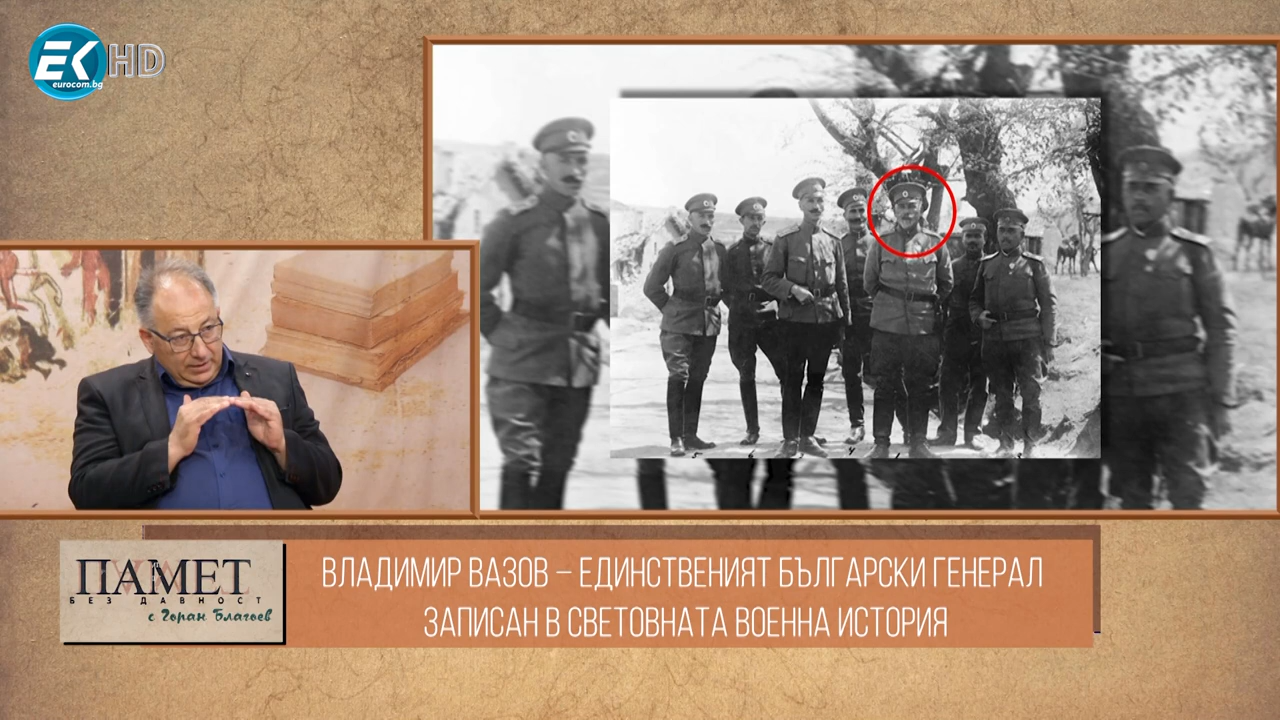 EK HD
eurocom.bg
ПАМЕТ
БЕЗ ДАВНОСТ
с Горан Благоев
ВЛАДИМИР ВАЗОВ – ЕДИНСТВЕНИЯТ БЪЛГАРСКИ ГЕНЕРАЛ
ЗАПИСАН В СВЕТОВНАТА ВОЕННА ИСТОРИЯ